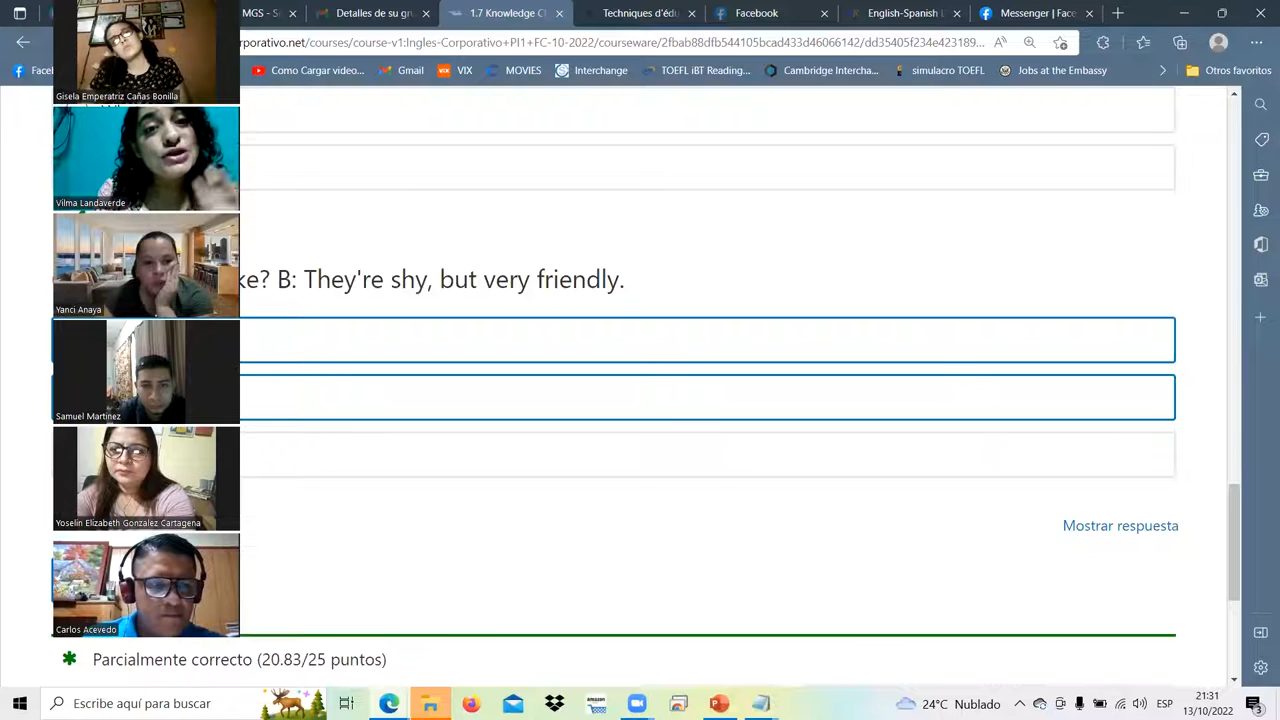 MGS - S
Detalles de su gr
1.7 Knowledge C
Techniques d'édu
Facebook
English-Spanish
Messenger | Face
orporativo.net/courses/course-v1:Ingles-Corporativo+PI1+FC-10-2022/courseware/2fbab88dfb544105bcad433d46066142/dd35405f234e423189...
Face
Como Cargar video...
Gmail
VIX
MOVIES
Interchange
TOEFL iBT Reading...
Cambridge Intercha...
simulacro TOEFL
Jobs at the Embassy
Otros favoritos
Gisela Emperatriz Cañas Bonilla
Vilma Landaverde
ke? B: They're shy, but very friendly.
Yanci Anaya
Samuel Martinez
Yoselin Elizabeth Gonzalez Cartagena
Mostrar respuesta
Carlos Acevedo
Parcialmente correcto (20.83/25 puntos)
Escribe aquí para buscar
24°C Nublado
ESP
21:31
13/10/2022
3